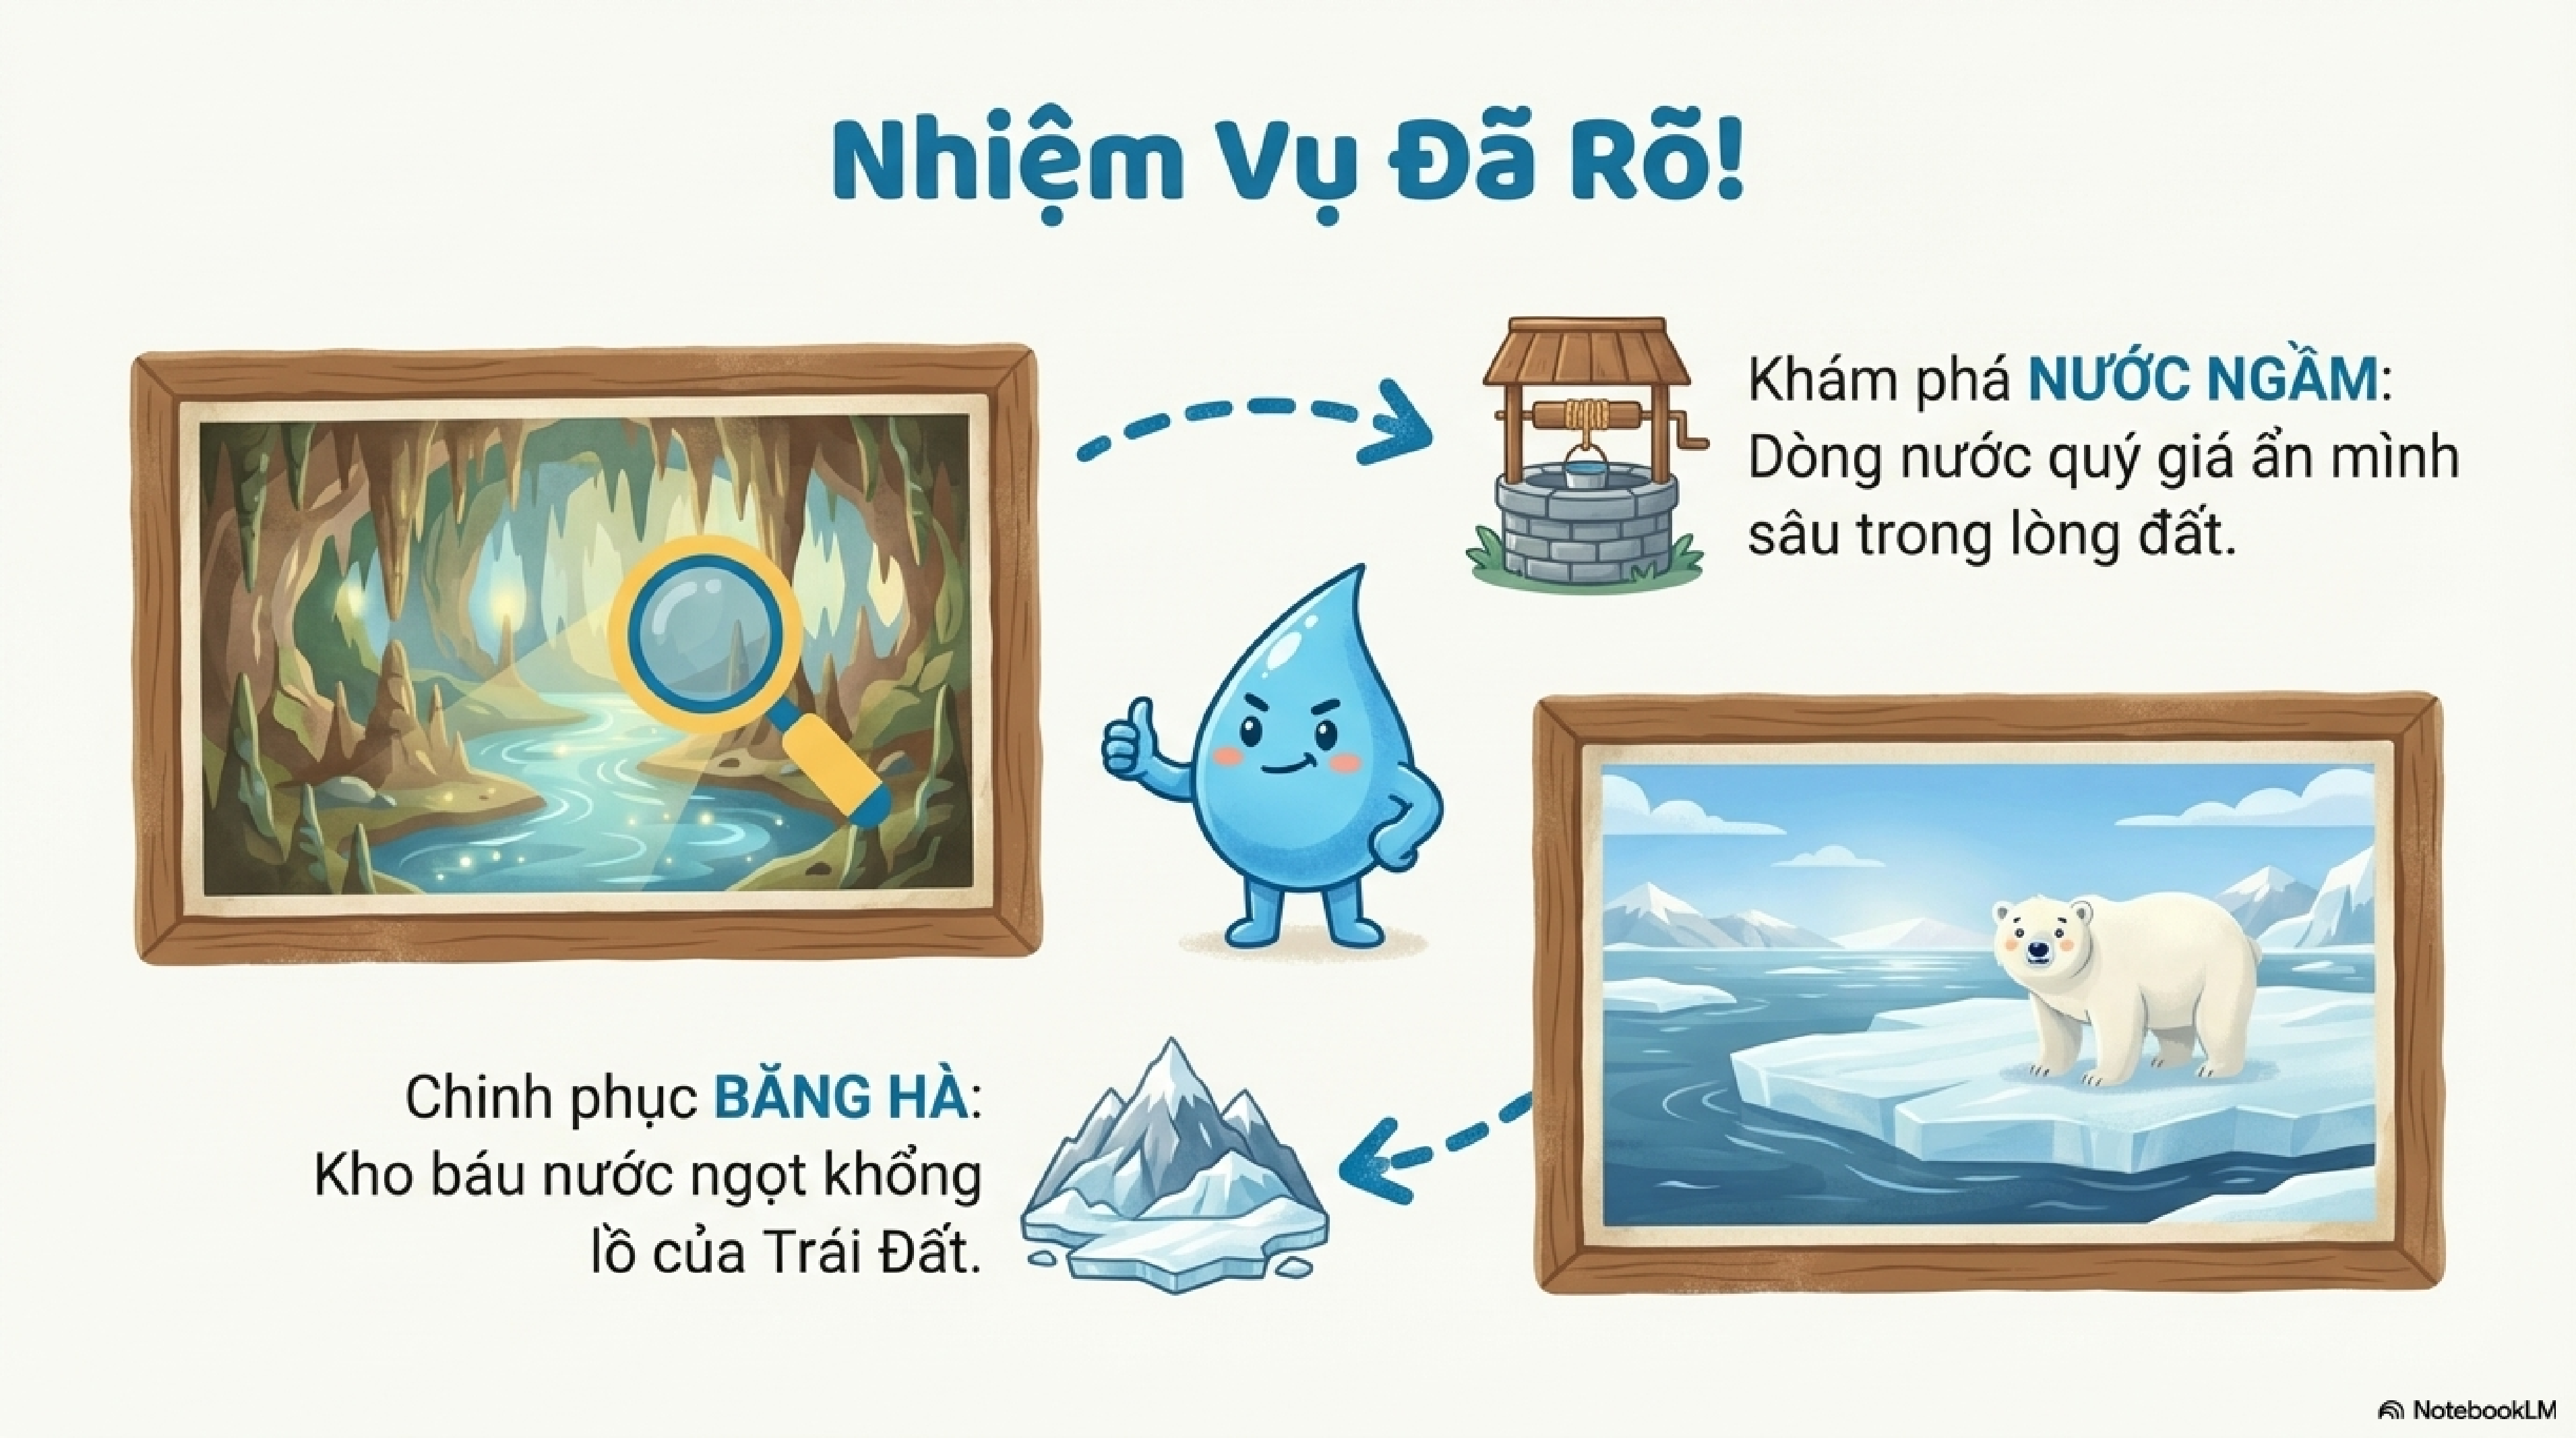 Nhiệm Vụ Đã Rõ!
Khám phá NƯỚC NGẦM:
Dòng nước quý giá ẩn mình
sâu trong lòng đất.
Chinh phục BĂNG HÀ:
Kho báu nước ngọt khổng
lồ của Trái Đất.
NotebookLM